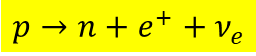 p → n + e⁺ + νₑ